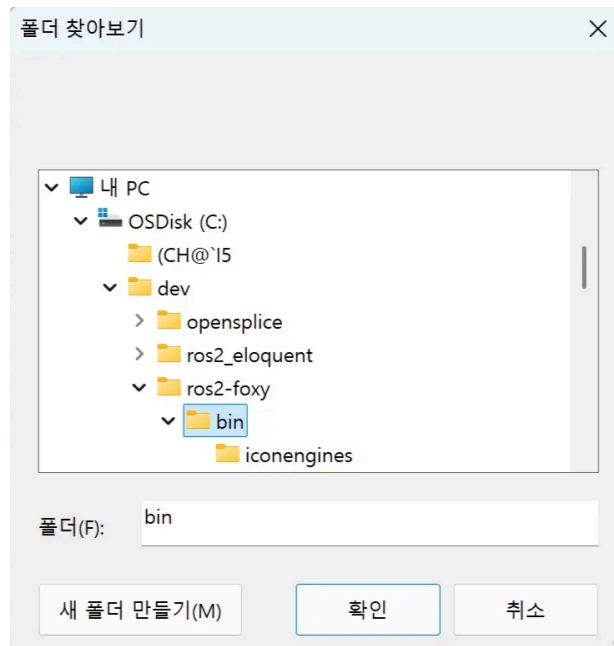 폴더 찾아보기
내 PC
OSDisk (C:)
(CH@`I5
dev
opensplice
ros2_eloquent
ros2-foxy
bin
iconengines
폴더(F): bin
새 폴더 만들기(M) 확인 취소